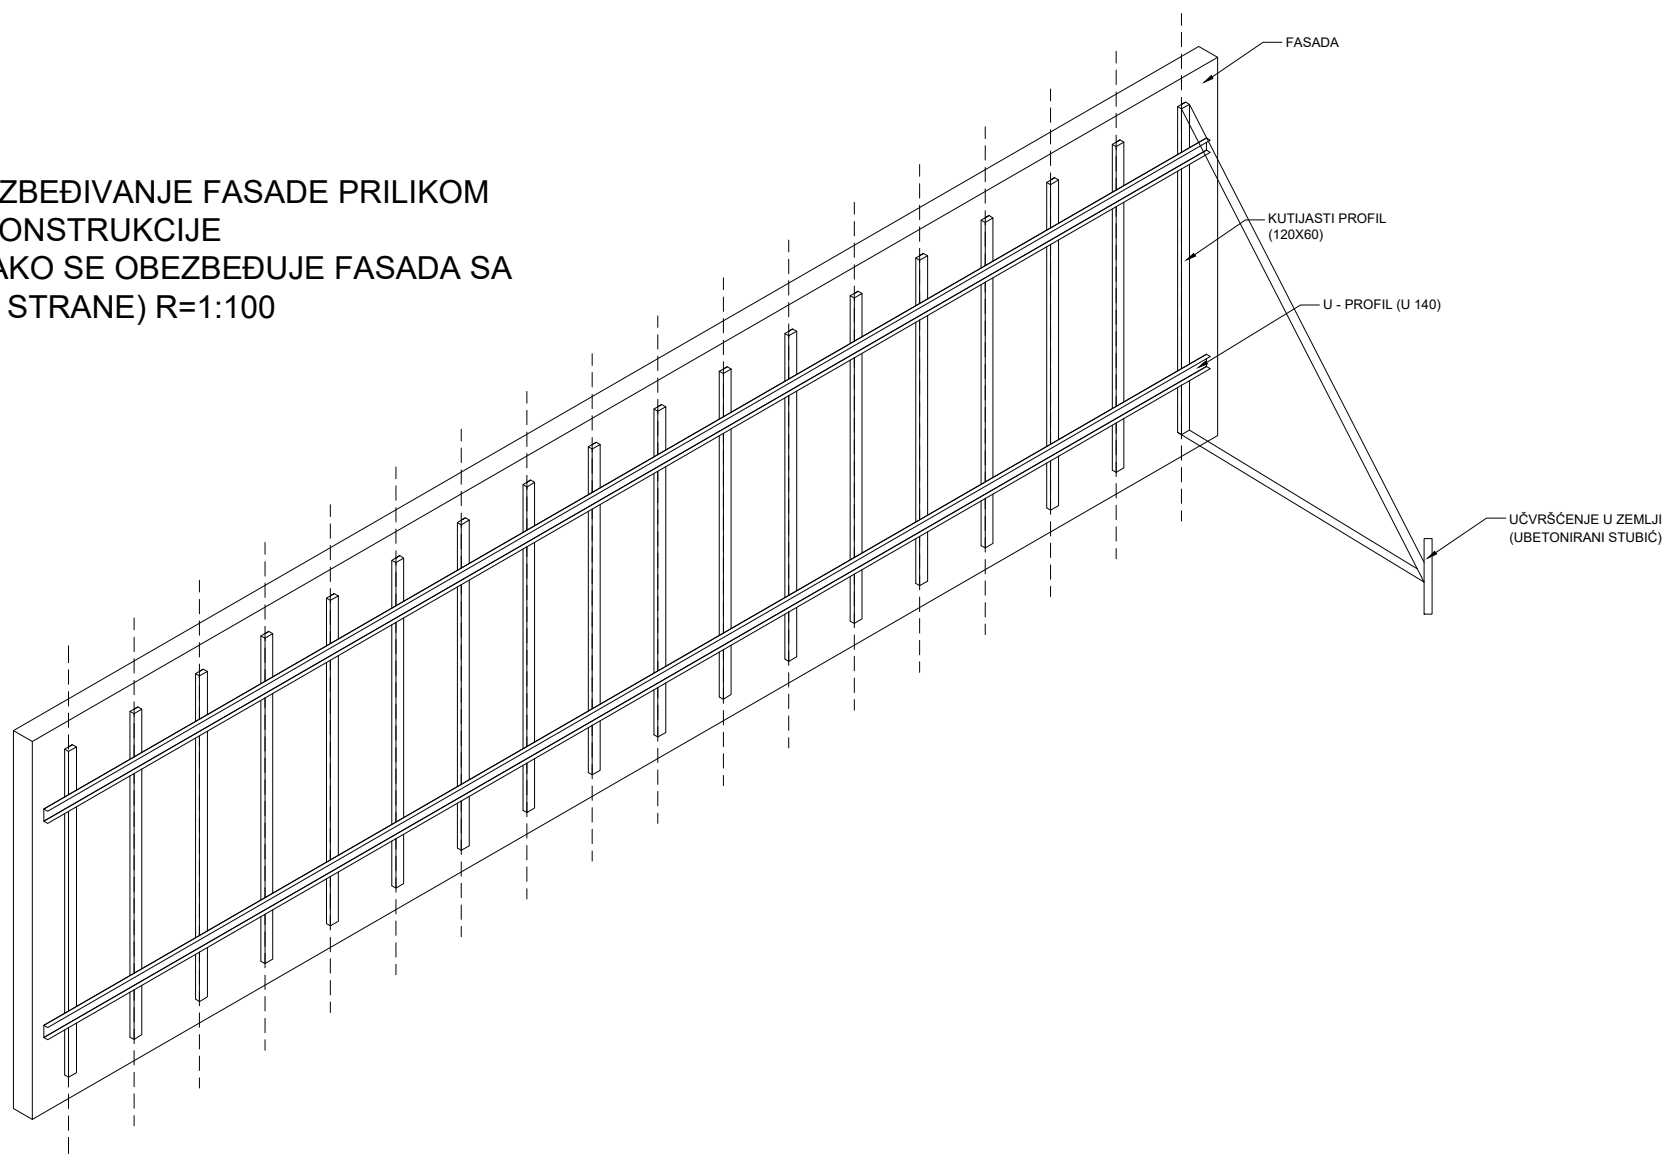 ZBEĐIVANJE FASADE PRILIKOM
ONSTRUKCIJE
AKO SE OBEZBEĐUJE FASADA SA
STRANE) R=1:100
FASADA
KUTIJASTI PROFIL
(120X60)
U - PROFIL (U 140)
UČVRŠĆENJE U ZEMLJI
(UBETONIRANI STUBIĆ)